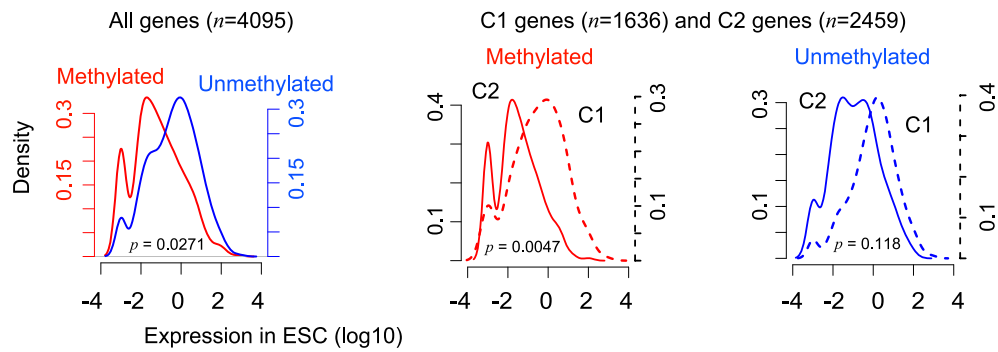 All genes (n=4095)
C1 genes (n=1636) and C2 genes (n=2459)
Methylated
Unmethylated
Density
0.3
0.15
0.3
0.15
p = 0.0271
-4 -2 0 2 4
Expression in ESC (log10)
Methylated
C2
C1
0.4
0.1
0.3
0.1
p = 0.0047
-4 -2 0 2 4
Unmethylated
C2
C1
0.3
0.1
0.4
0.1
p = 0.118
-4 -2 0 2 4